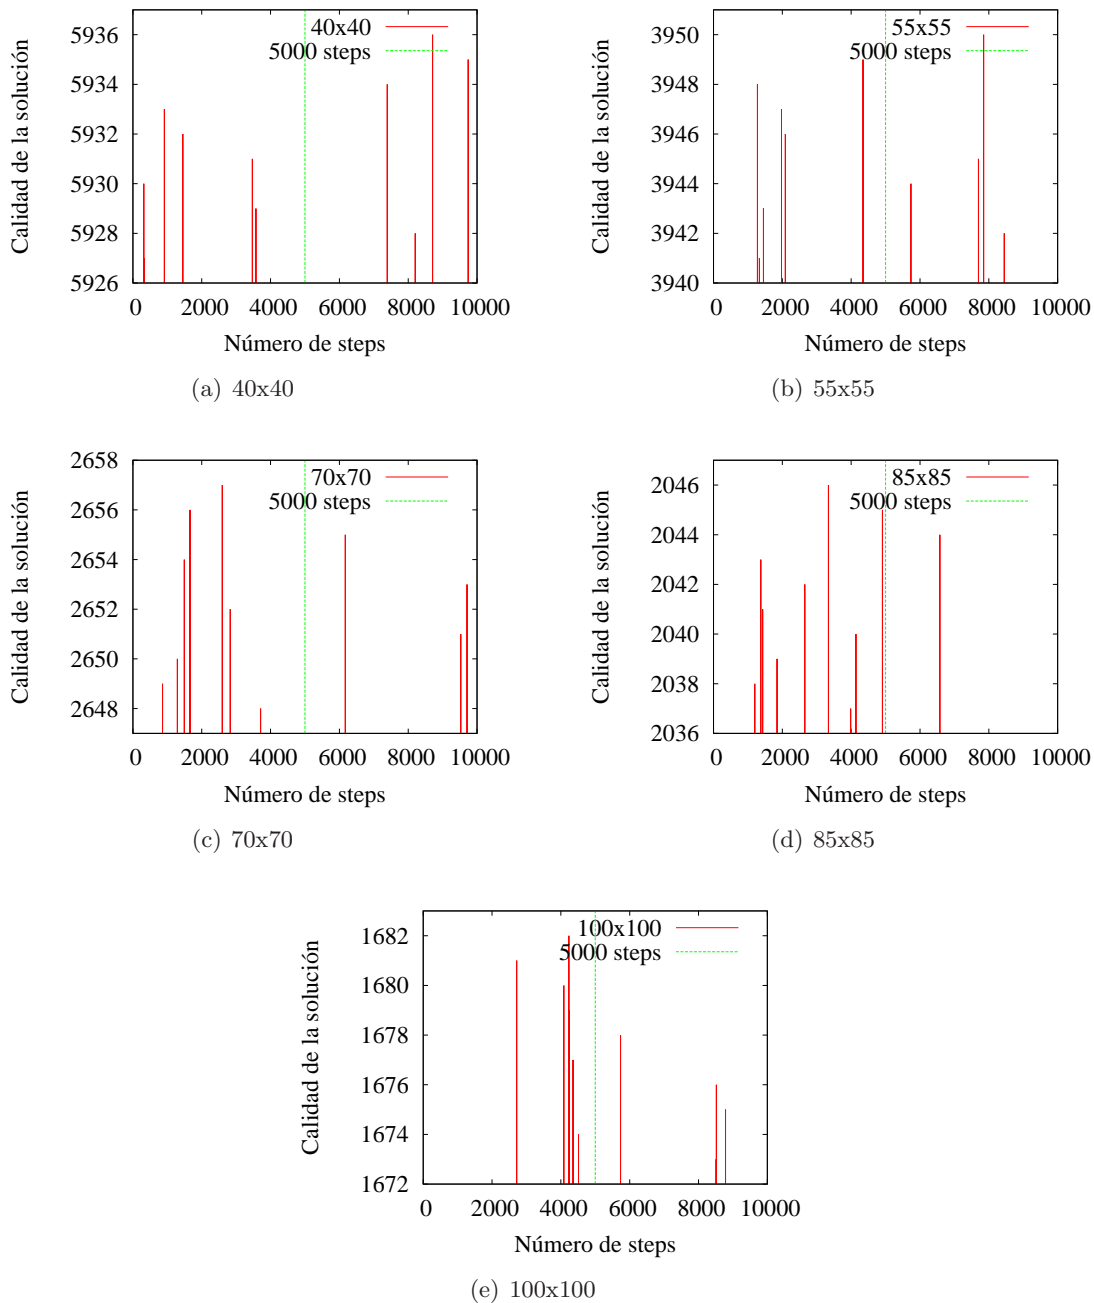 5936
5934
5932
5930
5928
5926
0 2000 4000 6000 8000 10000
Calidad de la solución
Número de steps
40x40
5000 steps
(a) 40x40
3950
3948
3946
3944
3942
3940
0 2000 4000 6000 8000 10000
Calidad de la solución
Número de steps
55x55
5000 steps
(b) 55x55
2658
2656
2654
2652
2650
2648
0 2000 4000 6000 8000 10000
Calidad de la solución
Número de steps
70x70
5000 steps
(c) 70x70
2046
2044
2042
2040
2038
2036
0 2000 4000 6000 8000 10000
Calidad de la solución
Número de steps
85x85
5000 steps
(d) 85x85
1682
1680
1678
1676
1674
1672
0 2000 4000 6000 8000 10000
Calidad de la solución
Número de steps
100x100
5000 steps
(e) 100x100